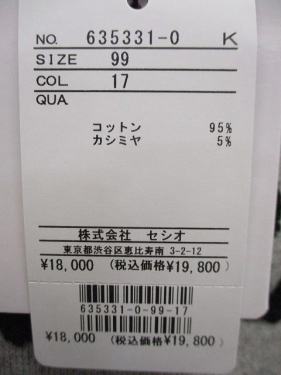 NO. 635331-0 K
SIZE 99
COL. 17
QUA.
コットン 95%
カシミヤ 5%
株式会社 セシオ
東京都渋谷区恵比寿南 3-2-12
¥18,000 (税込価格¥19,800)
635331-0-99-17
¥18,000 (税込価格¥19,800)